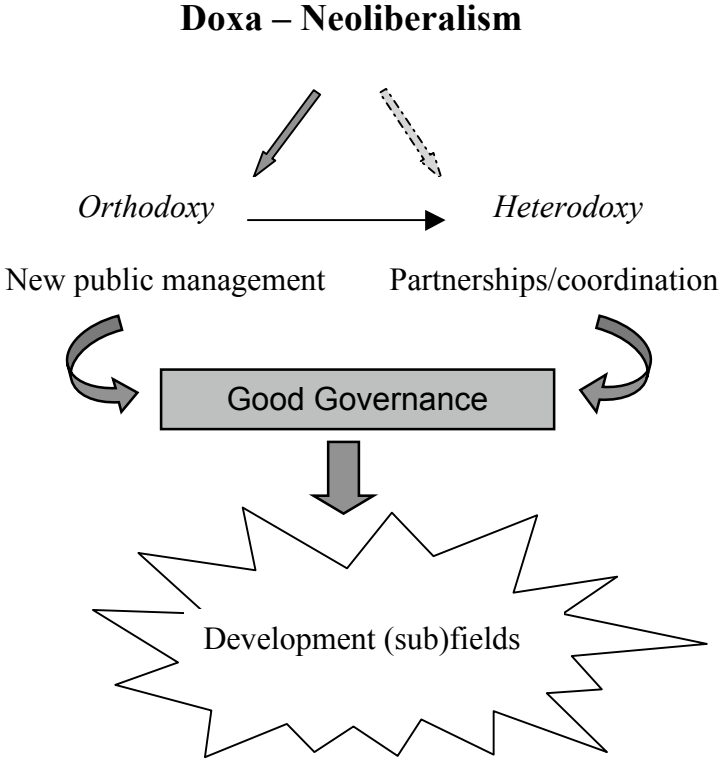 Doxa – Neoliberalism
Orthodoxy
Heterodoxy
New public management
Partnerships/coordination
Good Governance
Development (sub)fields